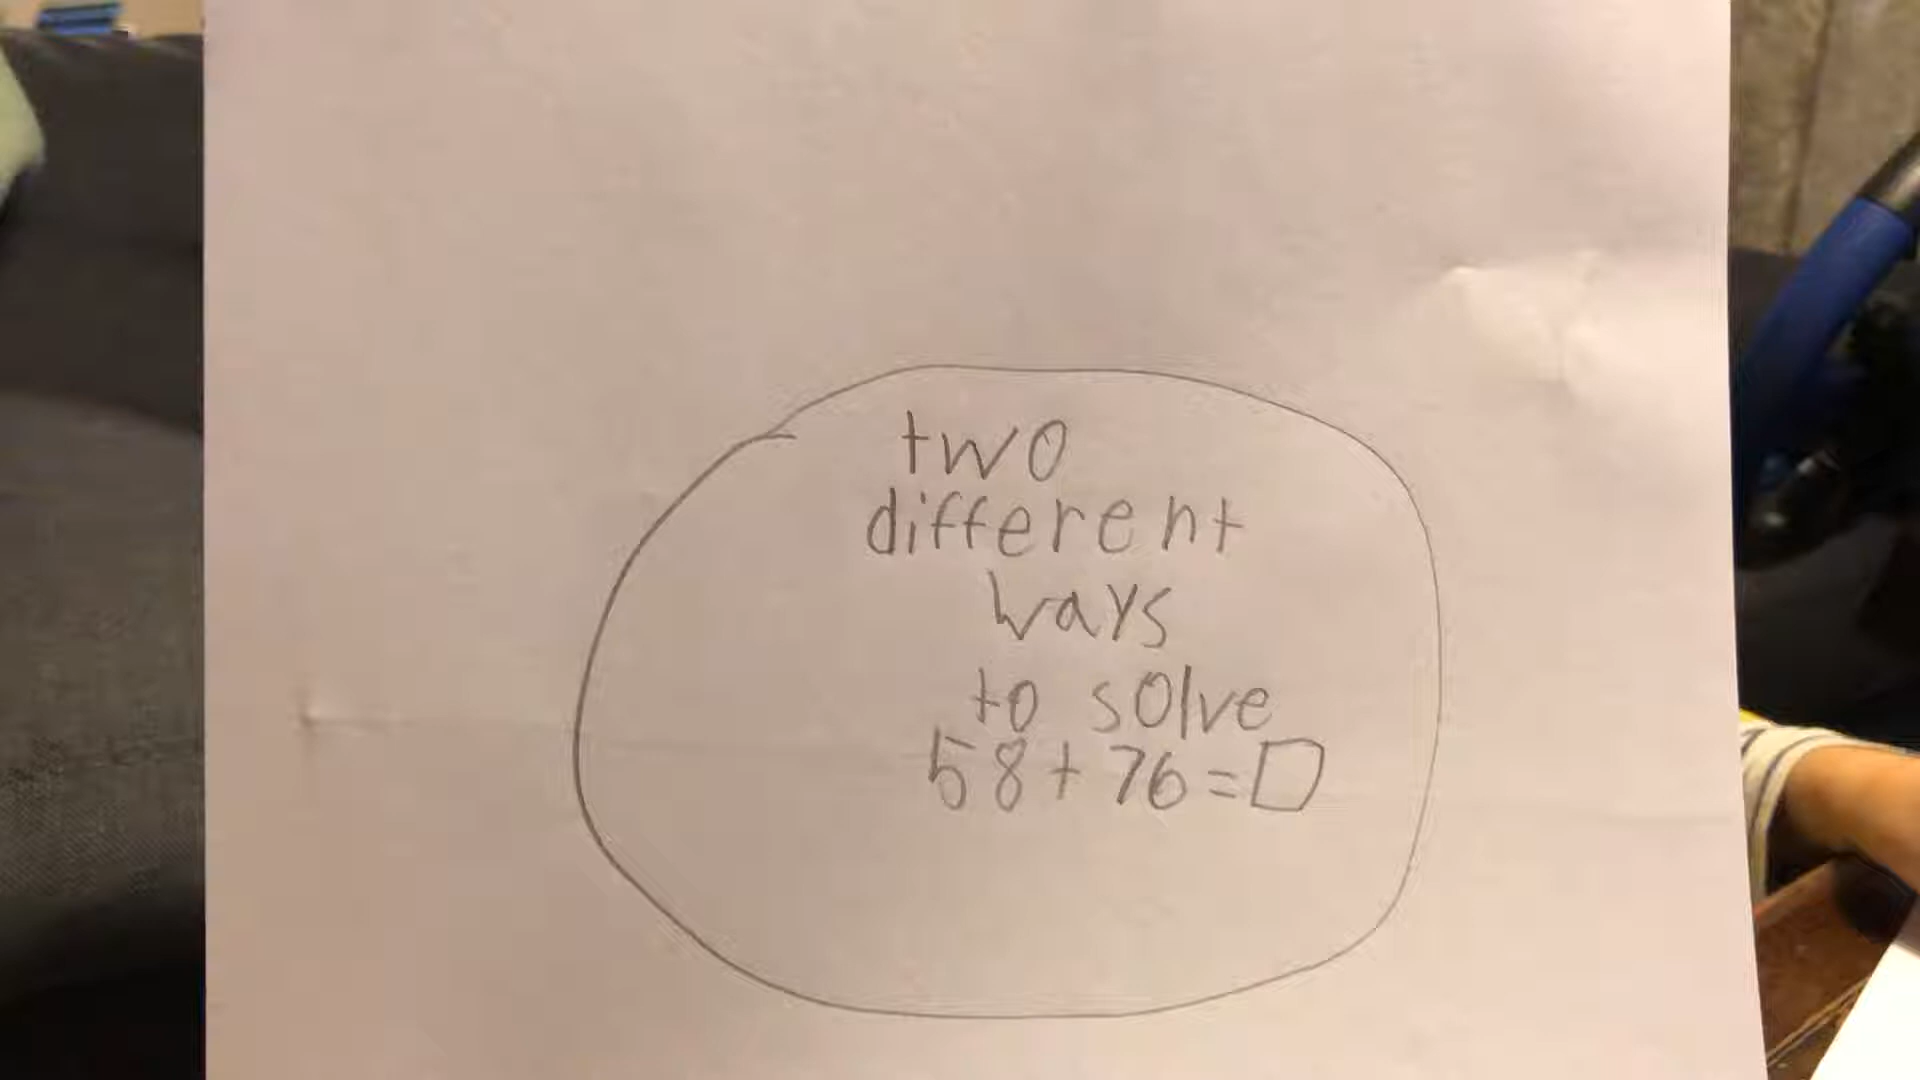 two
different
ways
to solve
58 + 76 = □